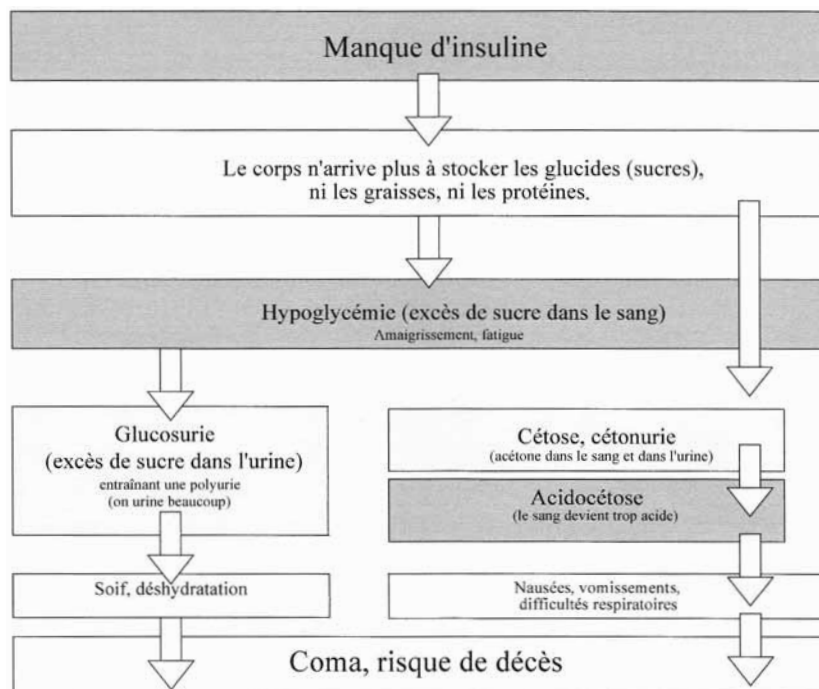 Manque d'insuline
Le corps n'arrive plus à stocker les glucides (sucres),
ni les graisses, ni les protéines.
Hypoglycémie (excès de sucre dans le sang)
Amaigrissement, fatigue
Glucosurie
(excès de sucre dans l'urine)
entraînant une polyurie
(on urine beaucoup)
Cétose, cétonurie
(acétone dans le sang et dans l'urine)
Acidocétose
(le sang devient trop acide)
Soif, déshydratation
Nausées, vomissements,
difficultés respiratoires
Coma, risque de décès